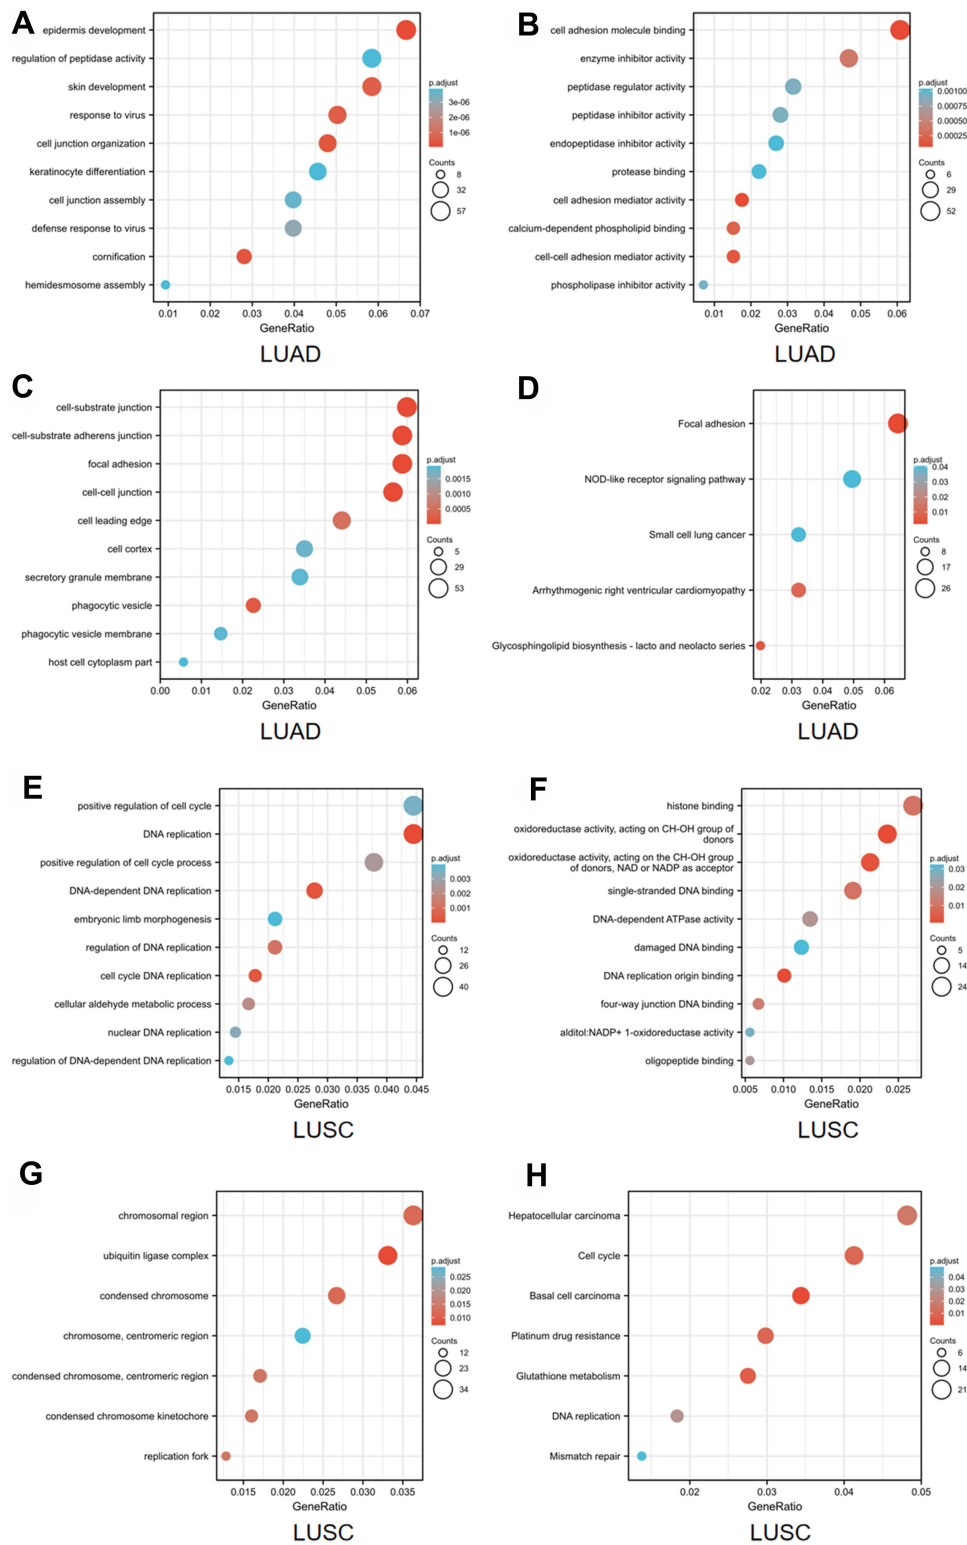 A
epidermis development
regulation of peptidase activity
skin development
response to virus
cell junction organization
keratinocyte differentiation
cell junction assembly
defense response to virus
cornification
hemidesmosome assembly
0.01 0.02 0.03 0.04 0.05 0.06 0.07
GeneRatio
p.adjust
3e-06
2e-06
1e-06
Counts
8
32
57
LUAD
B
cell adhesion molecule binding
enzyme inhibitor activity
peptidase regulator activity
peptidase inhibitor activity
endopeptidase inhibitor activity
protease binding
cell adhesion mediator activity
calcium-dependent phospholipid binding
cell-cell adhesion mediator activity
phospholipase inhibitor activity
0.01 0.02 0.03 0.04 0.05 0.06
GeneRatio
p.adjust
0.00100
0.00075
0.00050
0.00025
Counts
6
29
52
LUAD
C
cell-substrate junction
cell-substrate adherens junction
focal adhesion
cell-cell junction
cell leading edge
cell cortex
secretory granule membrane
phagocytic vesicle
phagocytic vesicle membrane
host cell cytoplasm part
0.00 0.01 0.02 0.03 0.04 0.05 0.06
GeneRatio
p.adjust
0.0015
0.0010
0.0005
Counts
5
29
53
LUAD
D
Focal adhesion
NOD-like receptor signaling pathway
Small cell lung cancer
Arrhythmogenic right ventricular cardiomyopathy
Glycosphingolipid biosynthesis - lacto and neolacto series
0.02 0.03 0.04 0.05 0.06
GeneRatio
p.adjust
0.04
0.03
0.02
0.01
Counts
8
17
26
LUAD
E
positive regulation of cell cycle
DNA replication
positive regulation of cell cycle process
DNA-dependent DNA replication
embryonic limb morphogenesis
regulation of DNA replication
cell cycle DNA replication
cellular aldehyde metabolic process
nuclear DNA replication
regulation of DNA-dependent DNA replication
0.015 0.020 0.025 0.030 0.035 0.040 0.045
GeneRatio
p.adjust
0.003
0.002
0.001
Counts
12
26
40
LUSC
F
histone binding
oxidoreductase activity, acting on CH-OH group of
donors
oxidoreductase activity, acting on the CH-OH group
of donors, NAD or NADP as acceptor
single-stranded DNA binding
DNA-dependent ATPase activity
damaged DNA binding
DNA replication origin binding
four-way junction DNA binding
alditol:NADP+ 1-oxidoreductase activity
oligopeptide binding
0.005 0.010 0.015 0.020 0.025
GeneRatio
p.adjust
0.03
0.02
0.01
Counts
5
14
24
LUSC
G
chromosomal region
ubiquitin ligase complex
condensed chromosome
chromosome, centromeric region
condensed chromosome, centromeric region
condensed chromosome kinetochore
replication fork
0.015 0.020 0.025 0.030 0.035
GeneRatio
p.adjust
0.025
0.020
0.015
0.010
Counts
12
23
34
LUSC
H
Hepatocellular carcinoma
Cell cycle
Basal cell carcinoma
Platinum drug resistance
Glutathione metabolism
DNA replication
Mismatch repair
0.02 0.03 0.04 0.05
GeneRatio
p.adjust
0.04
0.03
0.02
0.01
Counts
6
14
21
LUSC